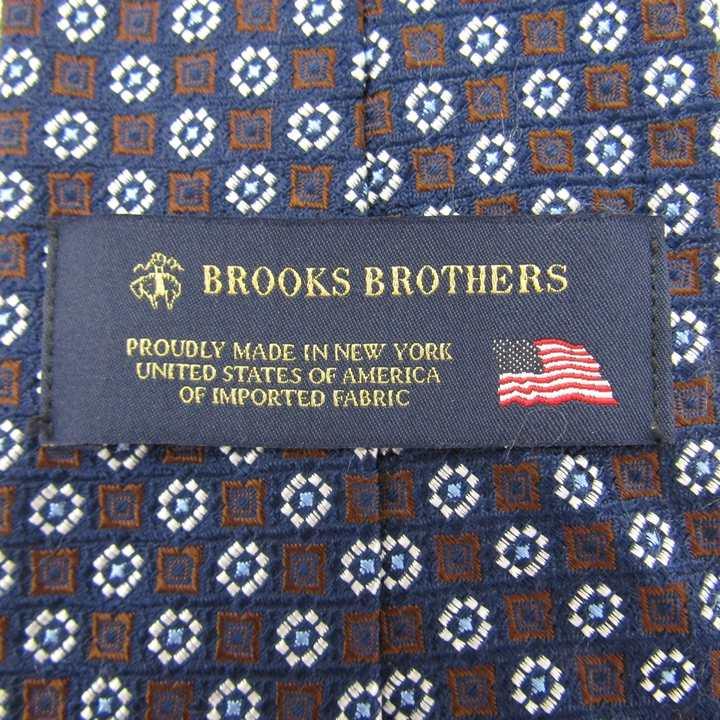 BROOKS BROTHERS
PROUDLY MADE IN NEW YORK
UNITED STATES OF AMERICA
OF IMPORTED FABRIC